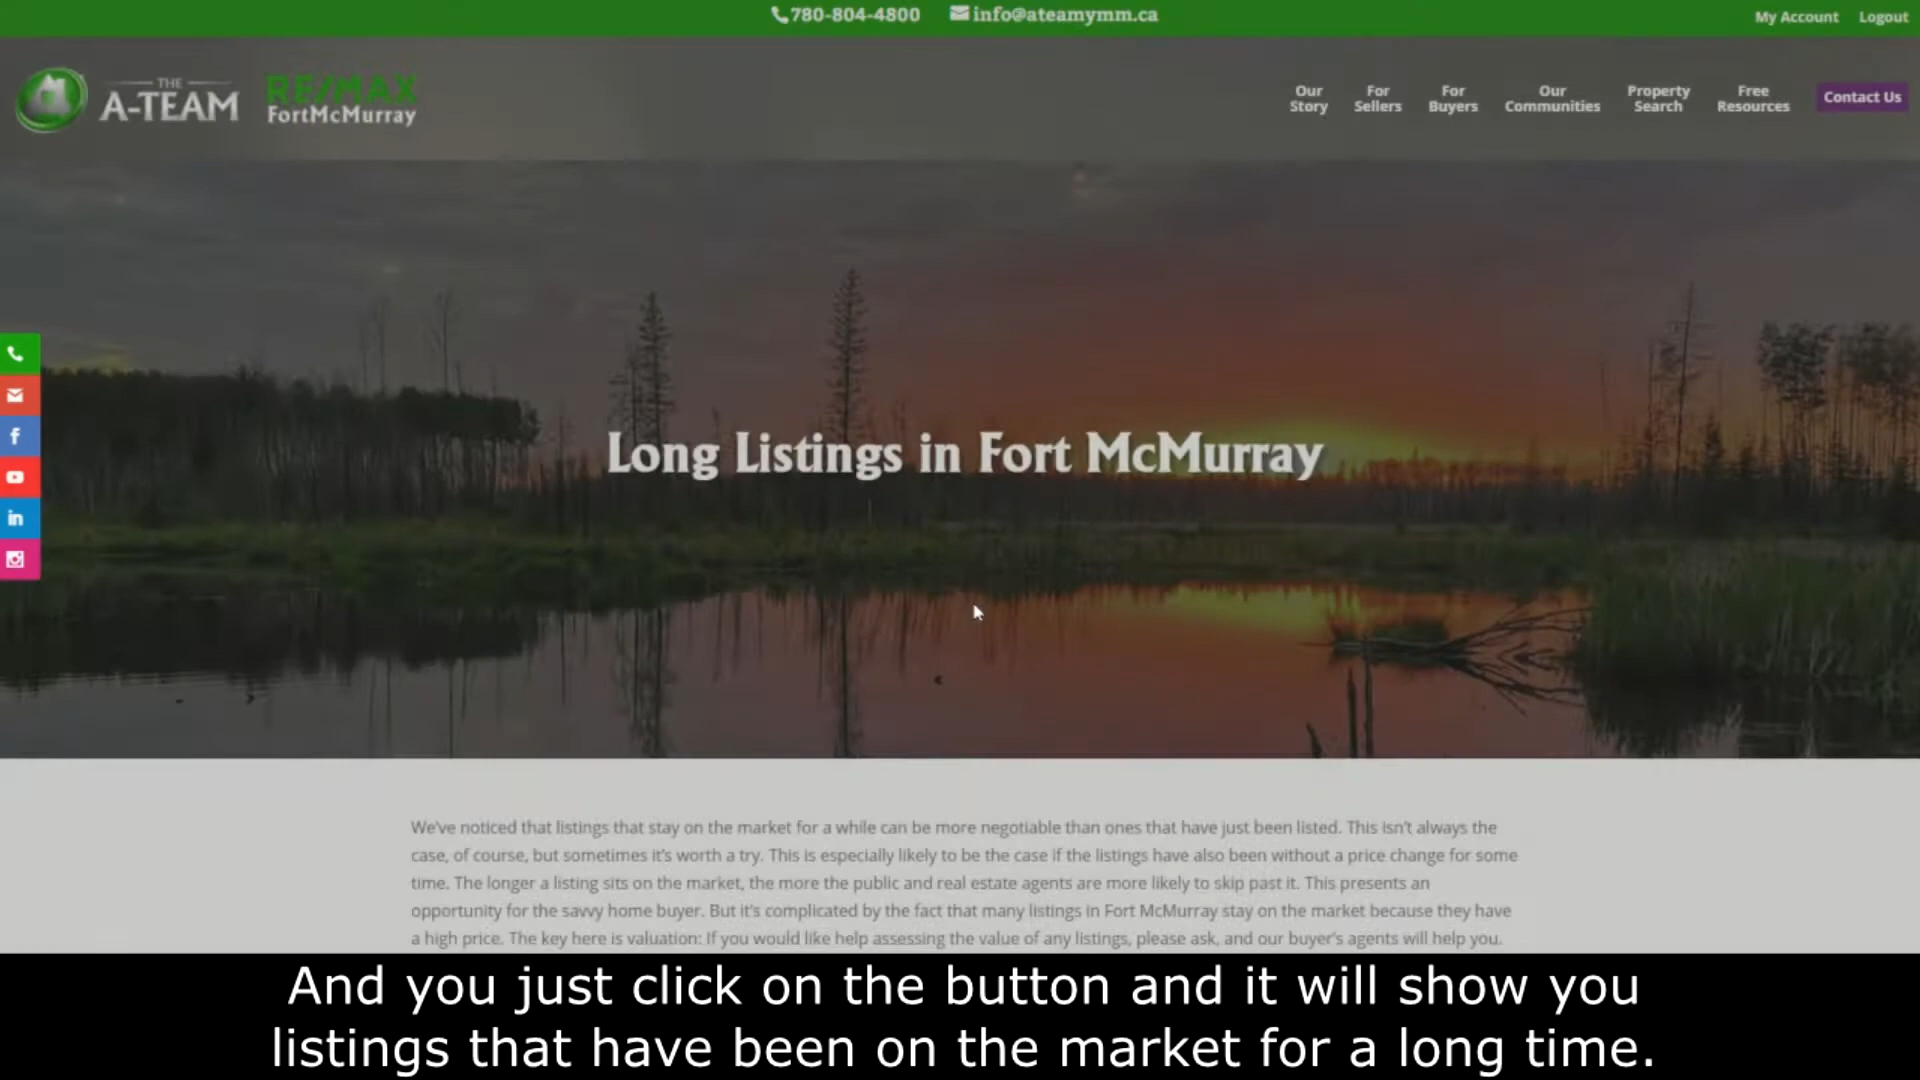 780-804-4800 info@ateamymm.ca My Account Logout
THE
A-TEAM
RE/MAX
FortMcMurray
Our Story
For Sellers
For Buyers
Our Communities
Property Search
Free Resources
Contact Us
Long Listings in Fort McMurray
We've noticed that listings that stay on the market for a while can be more negotiable than ones that have just been listed. This isn't always the
case, of course, but sometimes it's worth a try. This is especially likely to be the case if the listings have also been without a price change for some
time. The longer a listing sits on the market, the more the public and real estate agents are more likely to skip past it. This presents an
opportunity for the savvy home buyer. But it's complicated by the fact that many listings in Fort McMurray stay on the market because they have
a high price. The key here is valuation: If you would like help assessing the value of any listings, please ask, and our buyer's agents will help you.
And you just click on the button and it will show you
listings that have been on the market for a long time.